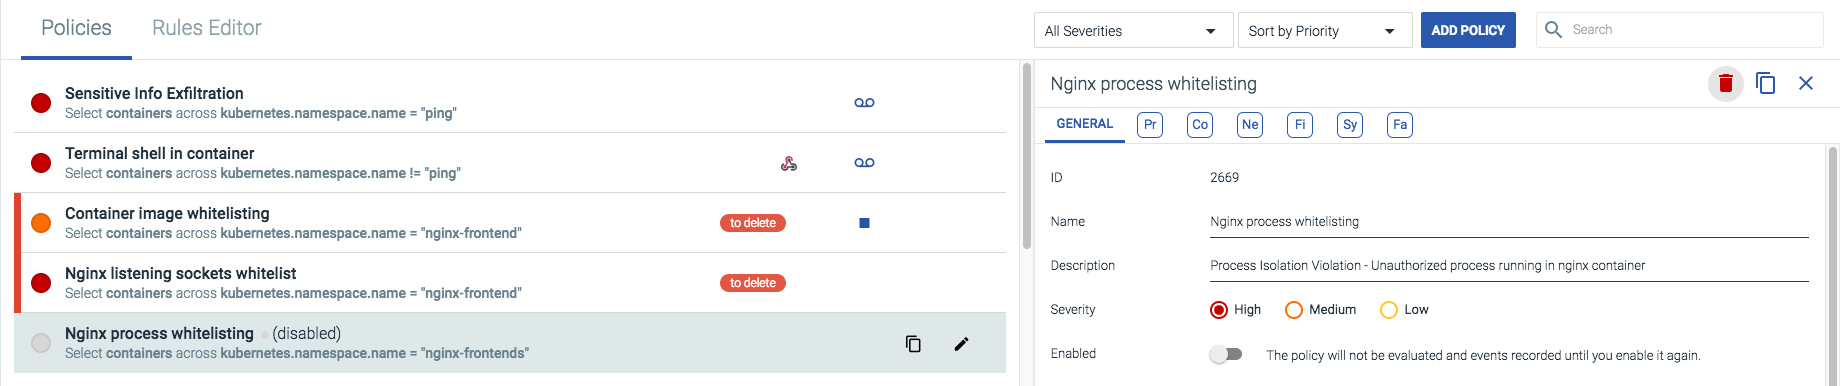 Policies
Rules Editor
All Severities
Sort by Priority
ADD POLICY
Search
Sensitive Info Exfiltration
Select containers across kubernetes.namespace.name = "ping"
Terminal shell in container
Select containers across kubernetes.namespace.name != "ping"
Container image whitelisting
Select containers across kubernetes.namespace.name = "nginx-frontend"
to delete
Nginx listening sockets whitelist
Select containers across kubernetes.namespace.name = "nginx-frontend"
to delete
Nginx process whitelisting (disabled)
Select containers across kubernetes.namespace.name = "nginx-frontends"
Nginx process whitelisting
GENERAL Pr Co Ne Fi Sy Fa
ID 2669
Name Nginx process whitelisting
Description Process Isolation Violation - Unauthorized process running in nginx container
Severity High Medium Low
Enabled The policy will not be evaluated and events recorded until you enable it again.